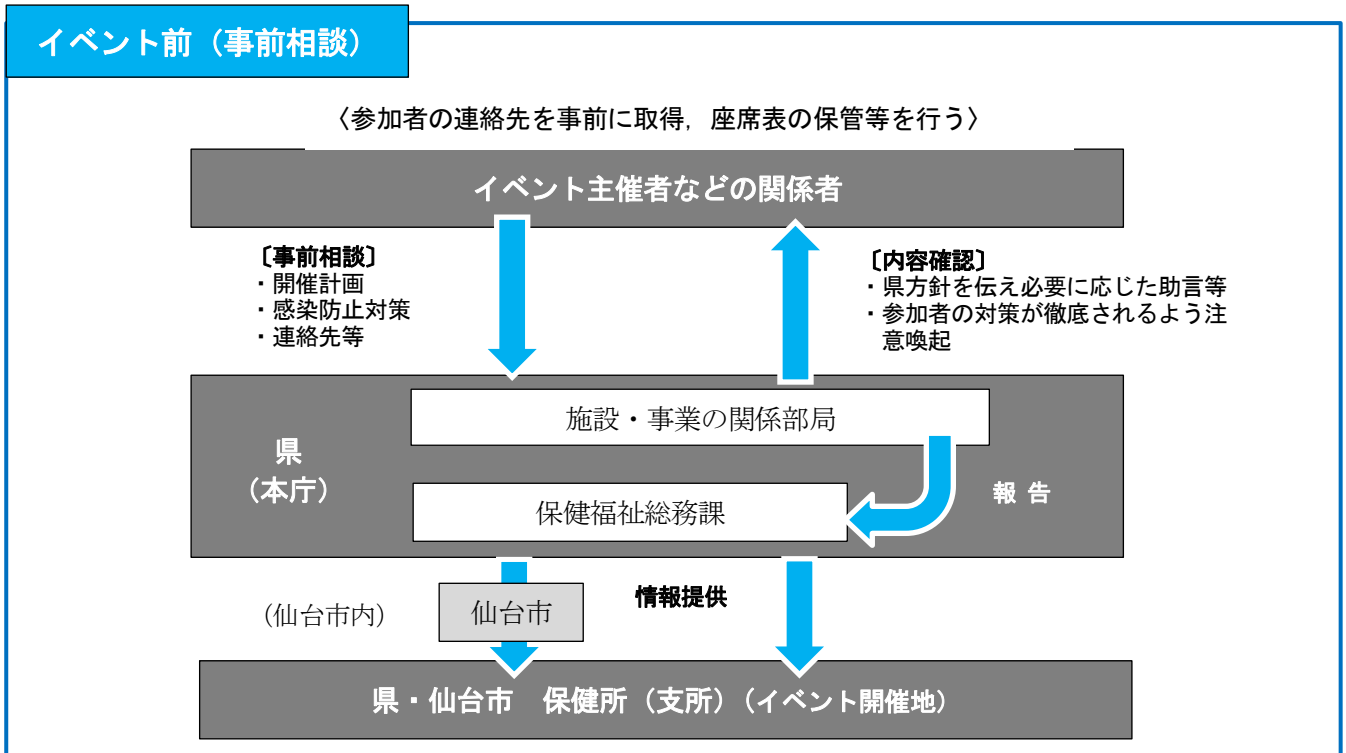 イベント前（事前相談）
〈参加者の連絡先を事前に取得，座席表の保管等を行う〉
イベント主催者などの関係者
〔事前相談〕
・開催計画
・感染防止対策
・連絡先等
〔内容確認〕
・県方針を伝え必要に応じた助言等
・参加者の対策が徹底されるよう注
意喚起
施設・事業の関係部局
県
（本庁）
報 告
保健福祉総務課
情報提供
（仙台市内）
仙台市
県・仙台市　保健所（支所）（イベント開催地）